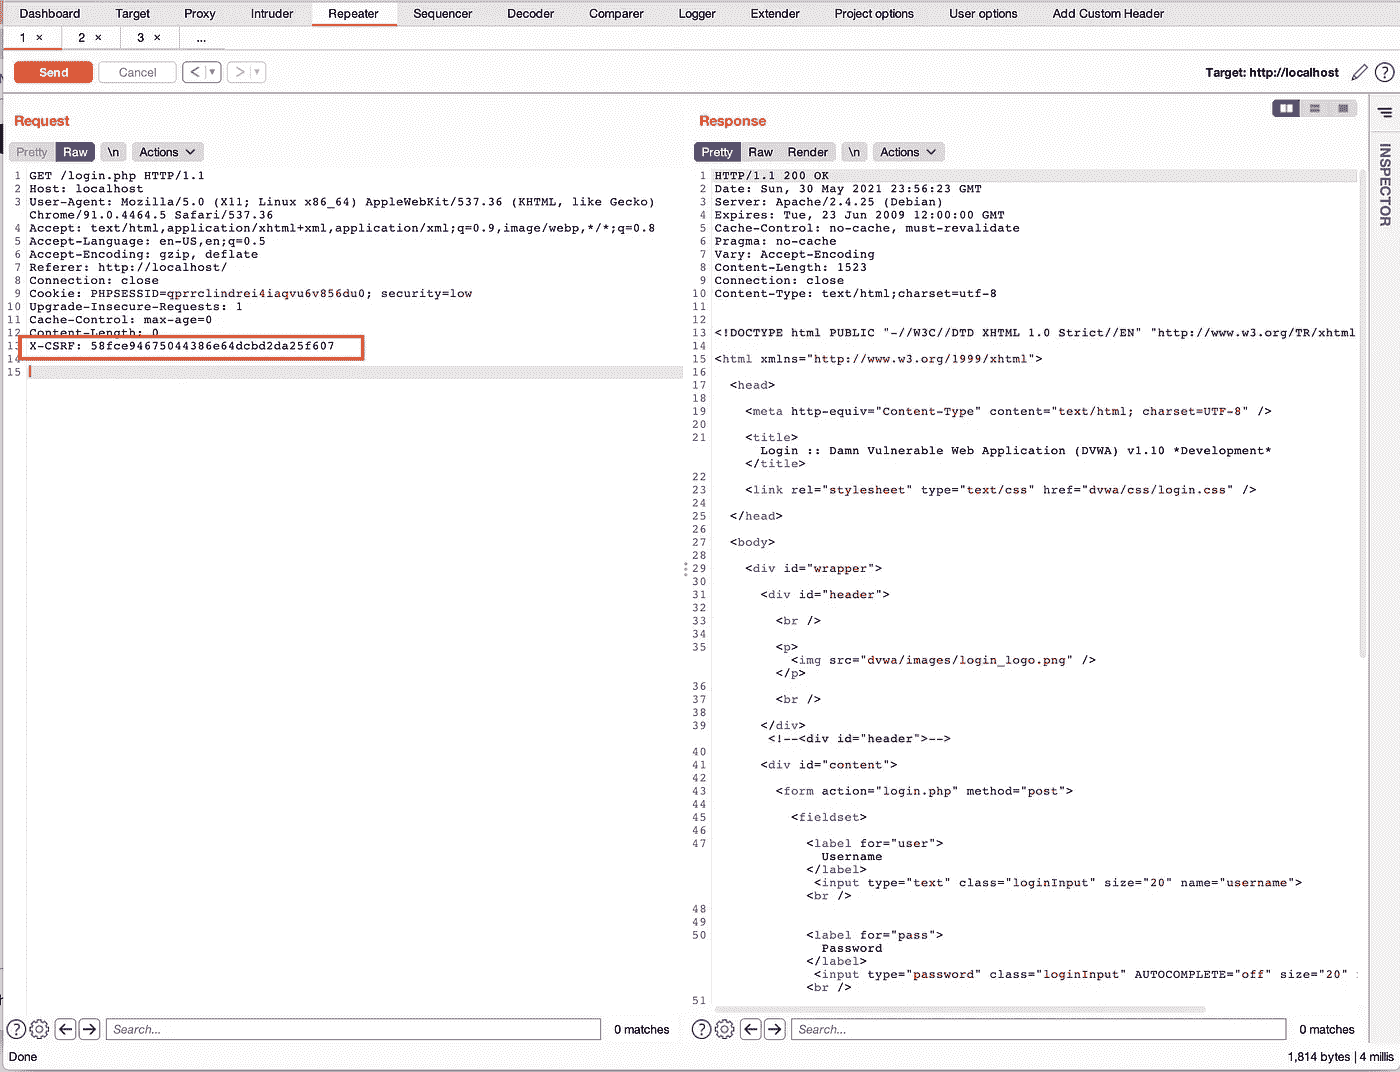 Dashboard Target Proxy Intruder Repeater Sequencer Decoder Comparer Logger Extender Project options User options Add Custom Header
1 × 2 × 3 × ...
Send Cancel < > Target: http://localhost ?
Request
Pretty Raw \n Actions
1 GET /login.php HTTP/1.1
2 Host: localhost
3 User-Agent: Mozilla/5.0 (X11; Linux x86_64) AppleWebKit/537.36 (KHTML, like Gecko)
Chrome/91.0.4464.5 Safari/537.36
4 Accept: text/html,application/xhtml+xml,application/xml;q=0.9,image/webp,*/*;q=0.8
5 Accept-Language: en-US,en;q=0.5
6 Accept-Encoding: gzip, deflate
7 Referer: http://localhost/
8 Connection: close
9 Cookie: PHPSESSID=qprrclindrei4iaqvu6v856du0; security=low
10 Upgrade-Insecure-Requests: 1
11 Cache-Control: max-age=0
12 Content-Length: 0
13 X-CSRF: 58fce94675044386e64dcbd2da25f607
14
15
? Search... 0 matches
Response
Pretty Raw Render \n Actions
1 HTTP/1.1 200 OK
2 Date: Sun, 30 May 2021 23:56:23 GMT
3 Server: Apache/2.4.25 (Debian)
4 Expires: Tue, 23 Jun 2009 12:00:00 GMT
5 Cache-Control: no-cache, must-revalidate
6 Pragma: no-cache
7 Vary: Accept-Encoding
8 Content-Length: 1523
9 Connection: close
10 Content-Type: text/html;charset=utf-8
11
12
13 <!DOCTYPE html PUBLIC "-//W3C//DTD XHTML 1.0 Strict//EN" "http://www.w3.org/TR/xhtml
14
15 <html xmlns="http://www.w3.org/1999/xhtml">
16
17 <head>
18
19 <meta http-equiv="Content-Type" content="text/html; charset=UTF-8" />
20
21 <title>
Login :: Damn Vulnerable Web Application (DVWA) v1.10 *Development*
</title>
22
23 <link rel="stylesheet" type="text/css" href="dvwa/css/login.css" />
24
25 </head>
26
27 <body>
28
29 <div id="wrapper">
30
31 <div id="header">
32
33 <br />
34
35 <p>
<img src="dvwa/images/login_logo.png" />
</p>
36
37 <br />
38
39 </div>
<!--<div id="header">-->
40
41 <div id="content">
42
43 <form action="login.php" method="post">
44
45 <fieldset>
46
47 <label for="user">
Username
</label>
<input type="text" class="loginInput" size="20" name="username">
<br />
48
49
50 <label for="pass">
Password
</label>
<input type="password" class="loginInput" AUTOCOMPLETE="off" size="20"
<br />
51
? Search... 0 matches
INSPECTOR
Done 1,814 bytes | 4 millis